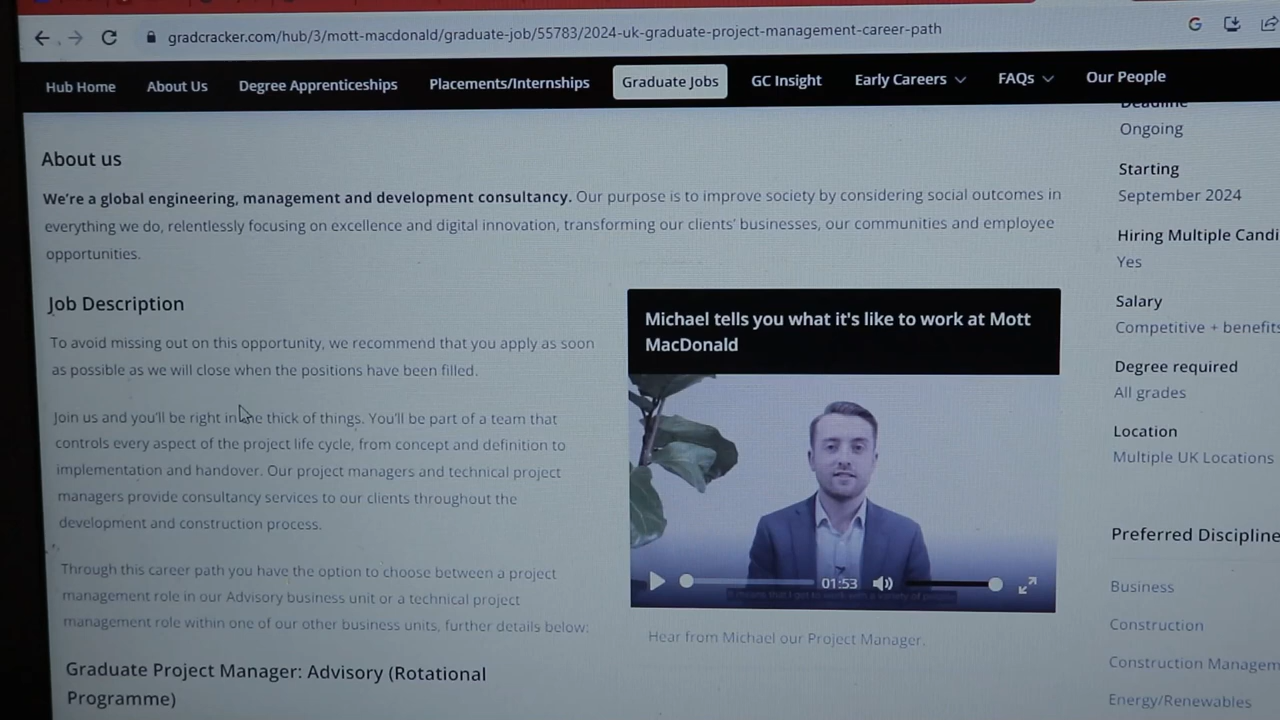 gradcracker.com/hub/3/mott-macdonald/graduate-job/55783/2024-uk-graduate-project-management-career-path
Hub Home About Us Degree Apprenticeships Placements/Internships Graduate Jobs GC Insight Early Careers FAQs Our People
About us
We're a global engineering, management and development consultancy. Our purpose is to improve society by considering social outcomes in
everything we do, relentlessly focusing on excellence and digital innovation, transforming our clients' businesses, our communities and employee
opportunities.
Job Description
To avoid missing out on this opportunity, we recommend that you apply as soon
as possible as we will close when the positions have been filled.
Join us and you'll be right in the thick of things. You'll be part of a team that
controls every aspect of the project life cycle, from concept and definition to
implementation and handover. Our project managers and technical project
managers provide consultancy services to our clients throughout the
development and construction process.
Through this career path you have the option to choose between a project
management role in our Advisory business unit or a technical project
management role within one of our other business units, further details below:
Graduate Project Manager: Advisory (Rotational
Programme)
Michael tells you what it's like to work at Mott
MacDonald
01:53
It means that I get to work with a variety of people
Hear from Michael our Project Manager.
Deadline
Ongoing
Starting
September 2024
Hiring Multiple Candi
Yes
Salary
Competitive + benefits
Degree required
All grades
Location
Multiple UK Locations
Preferred Discipline
Business
Construction
Construction Managem
Energy/Renewables